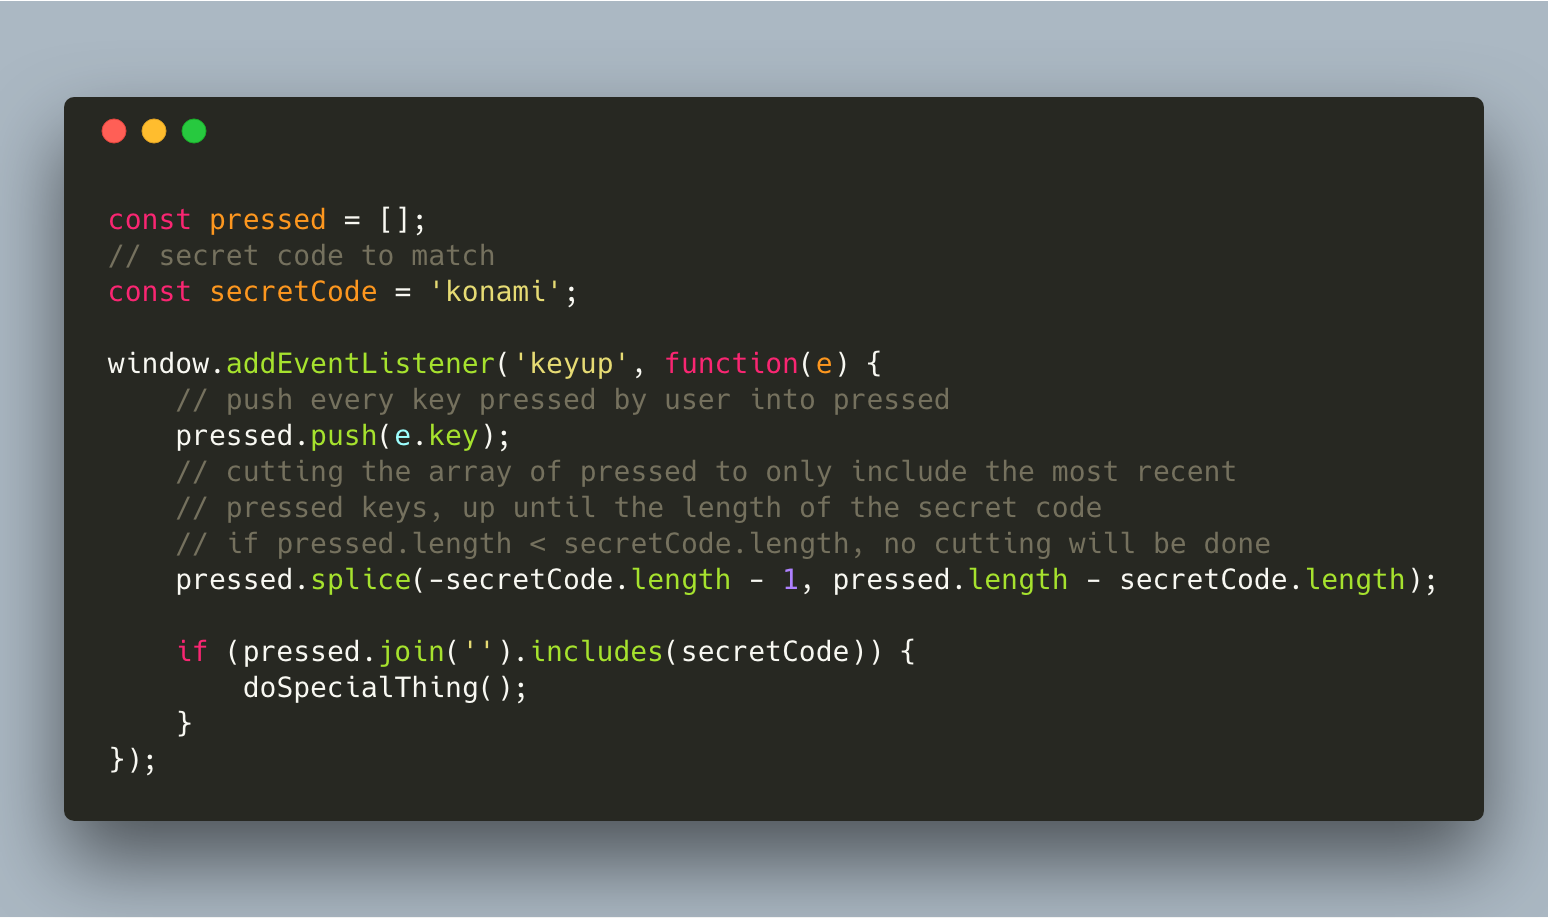 const pressed = [];
// secret code to match
const secretCode = 'konami';

window.addEventListener('keyup', function(e) {
    // push every key pressed by user into pressed
    pressed.push(e.key);
    // cutting the array of pressed to only include the most recent
    // pressed keys, up until the length of the secret code
    // if pressed.length < secretCode.length, no cutting will be done
    pressed.splice(-secretCode.length - 1, pressed.length - secretCode.length);

    if (pressed.join('').includes(secretCode)) {
        doSpecialThing();
    }
});